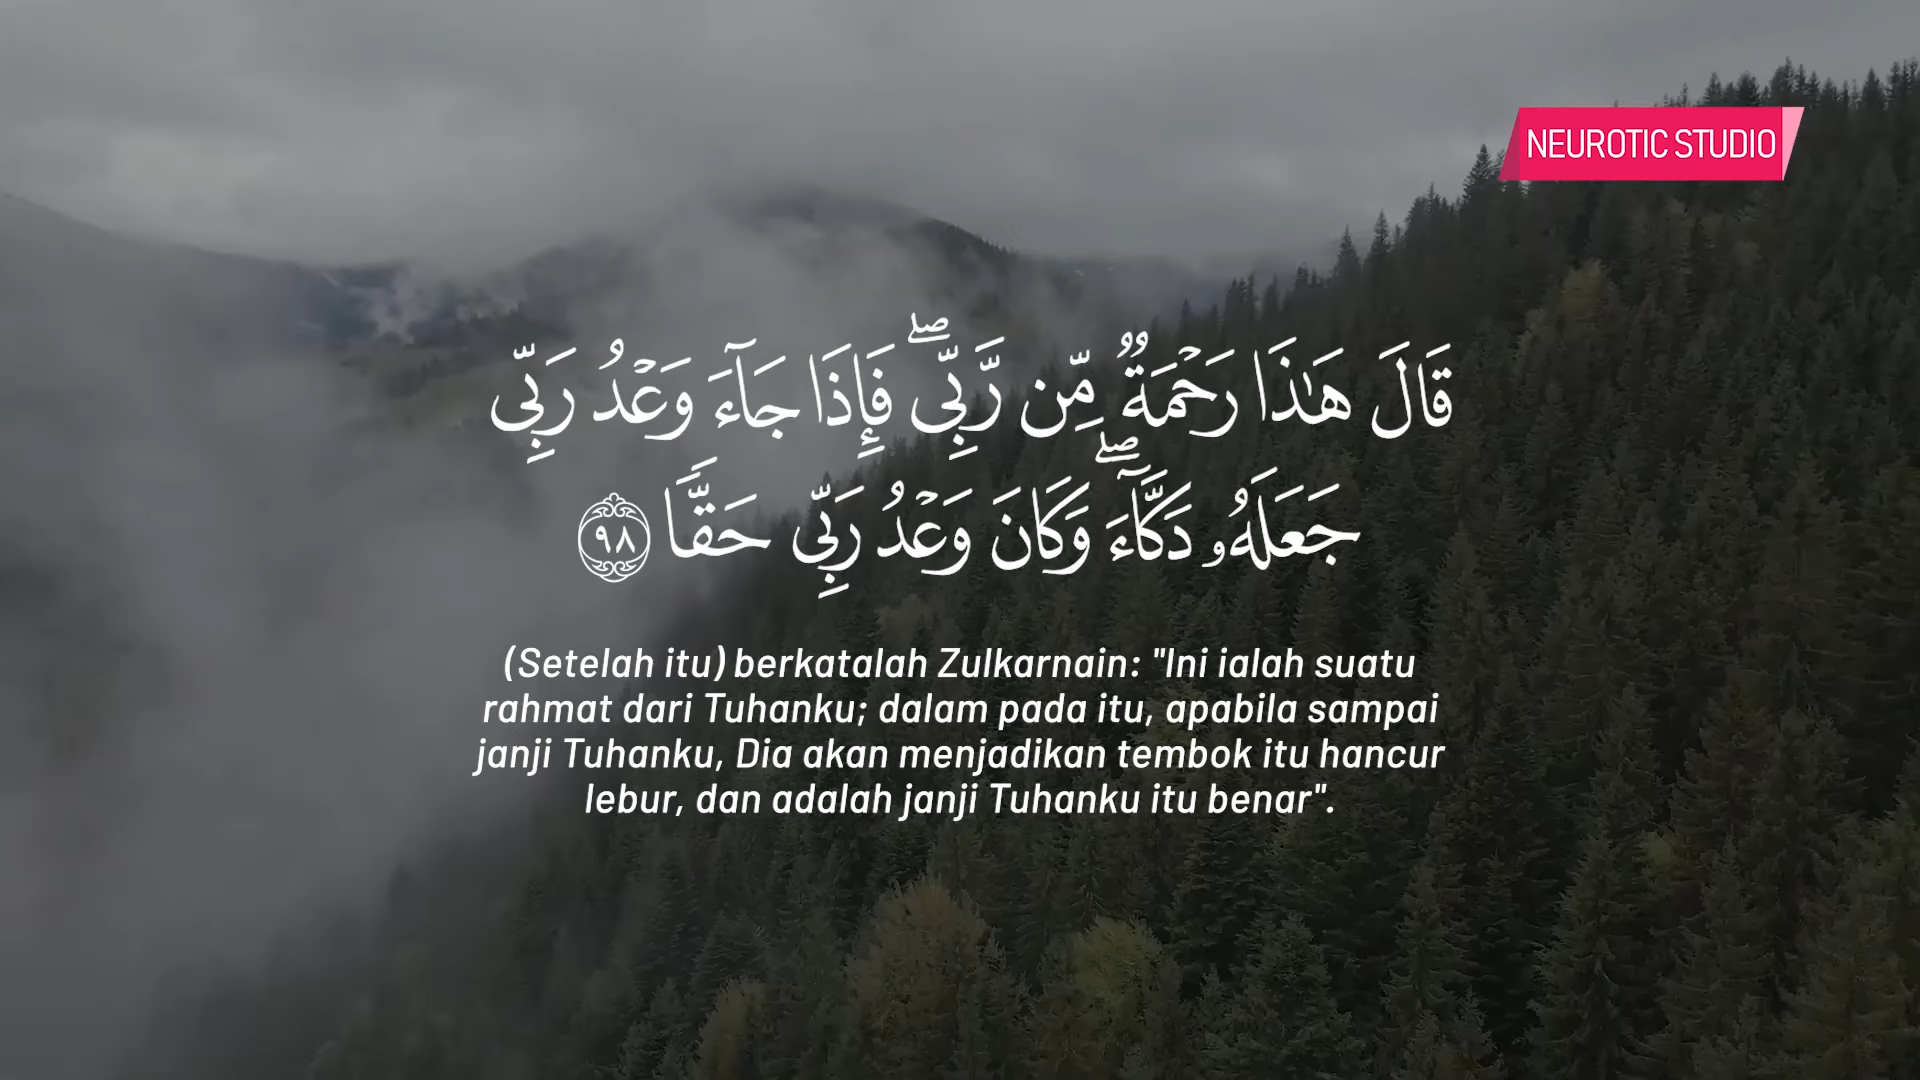 NEUROTIC STUDIO
قَالَ هَـٰذَا رَحْمَةٌ مِّن رَّبِّى ۖ فَإِذَا جَآءَ وَعْدُ رَبِّى
جَعَلَهُۥ دَكَّآءَ ۖ وَكَانَ وَعْدُ رَبِّى حَقًّا ٩٨
(Setelah itu) berkatalah Zulkarnain: "Ini ialah suatu
rahmat dari Tuhanku; dalam pada itu, apabila sampai
janji Tuhanku, Dia akan menjadikan tembok itu hancur
lebur, dan adalah janji Tuhanku itu benar".